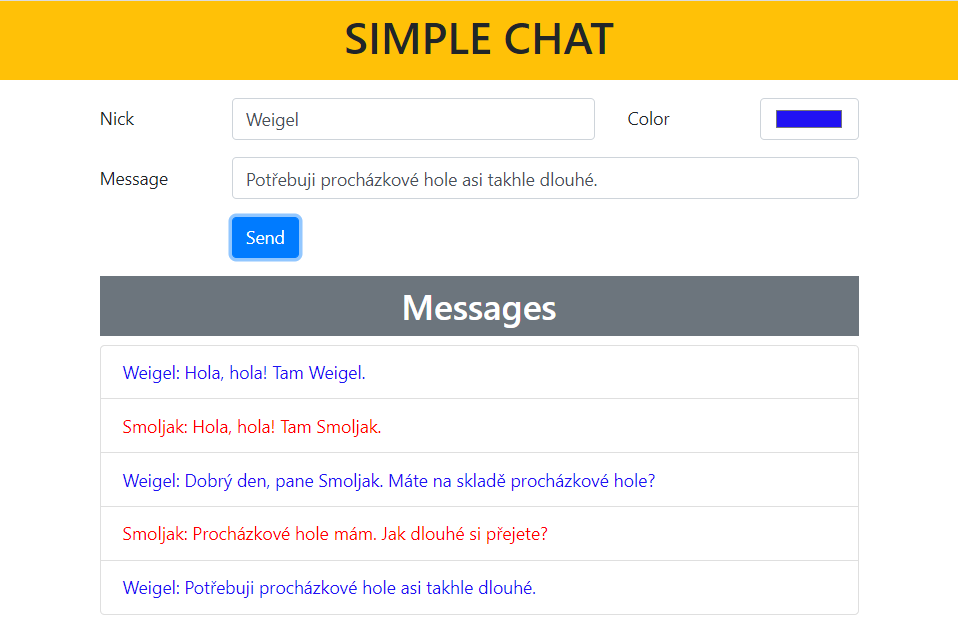 SIMPLE CHAT
Nick
Weigel
Color
Message
Potřebuji procházkové hole asi takhle dlouhé.
Send
Messages
Weigel: Hola, hola! Tam Weigel.
Smoljak: Hola, hola! Tam Smoljak.
Weigel: Dobrý den, pane Smoljak. Máte na skladě procházkové hole?
Smoljak: Procházkové hole mám. Jak dlouhé si přejete?
Weigel: Potřebuji procházkové hole asi takhle dlouhé.